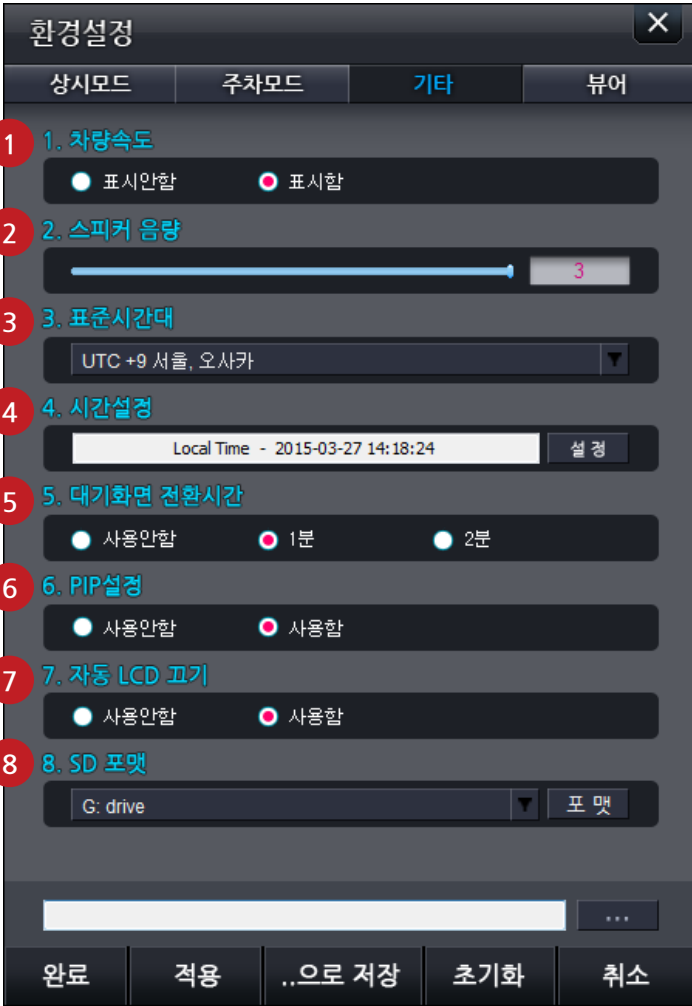 환경설정
상시모드 주차모드 기타 뷰어
1 1. 차량속도
표시안함 표시함
2 2. 스피커 음량
3
3 3. 표준시간대
UTC +9 서울, 오사카
4 4. 시간설정
Local Time - 2015-03-27 14:18:24 설 정
5 5. 대기화면 전환시간
사용안함 1분 2분
6 6. PIP설정
사용안함 사용함
7 7. 자동 LCD 끄기
사용안함 사용함
8 8. SD 포맷
G: drive 포 맷
...
완료 적용 ..으로 저장 초기화 취소